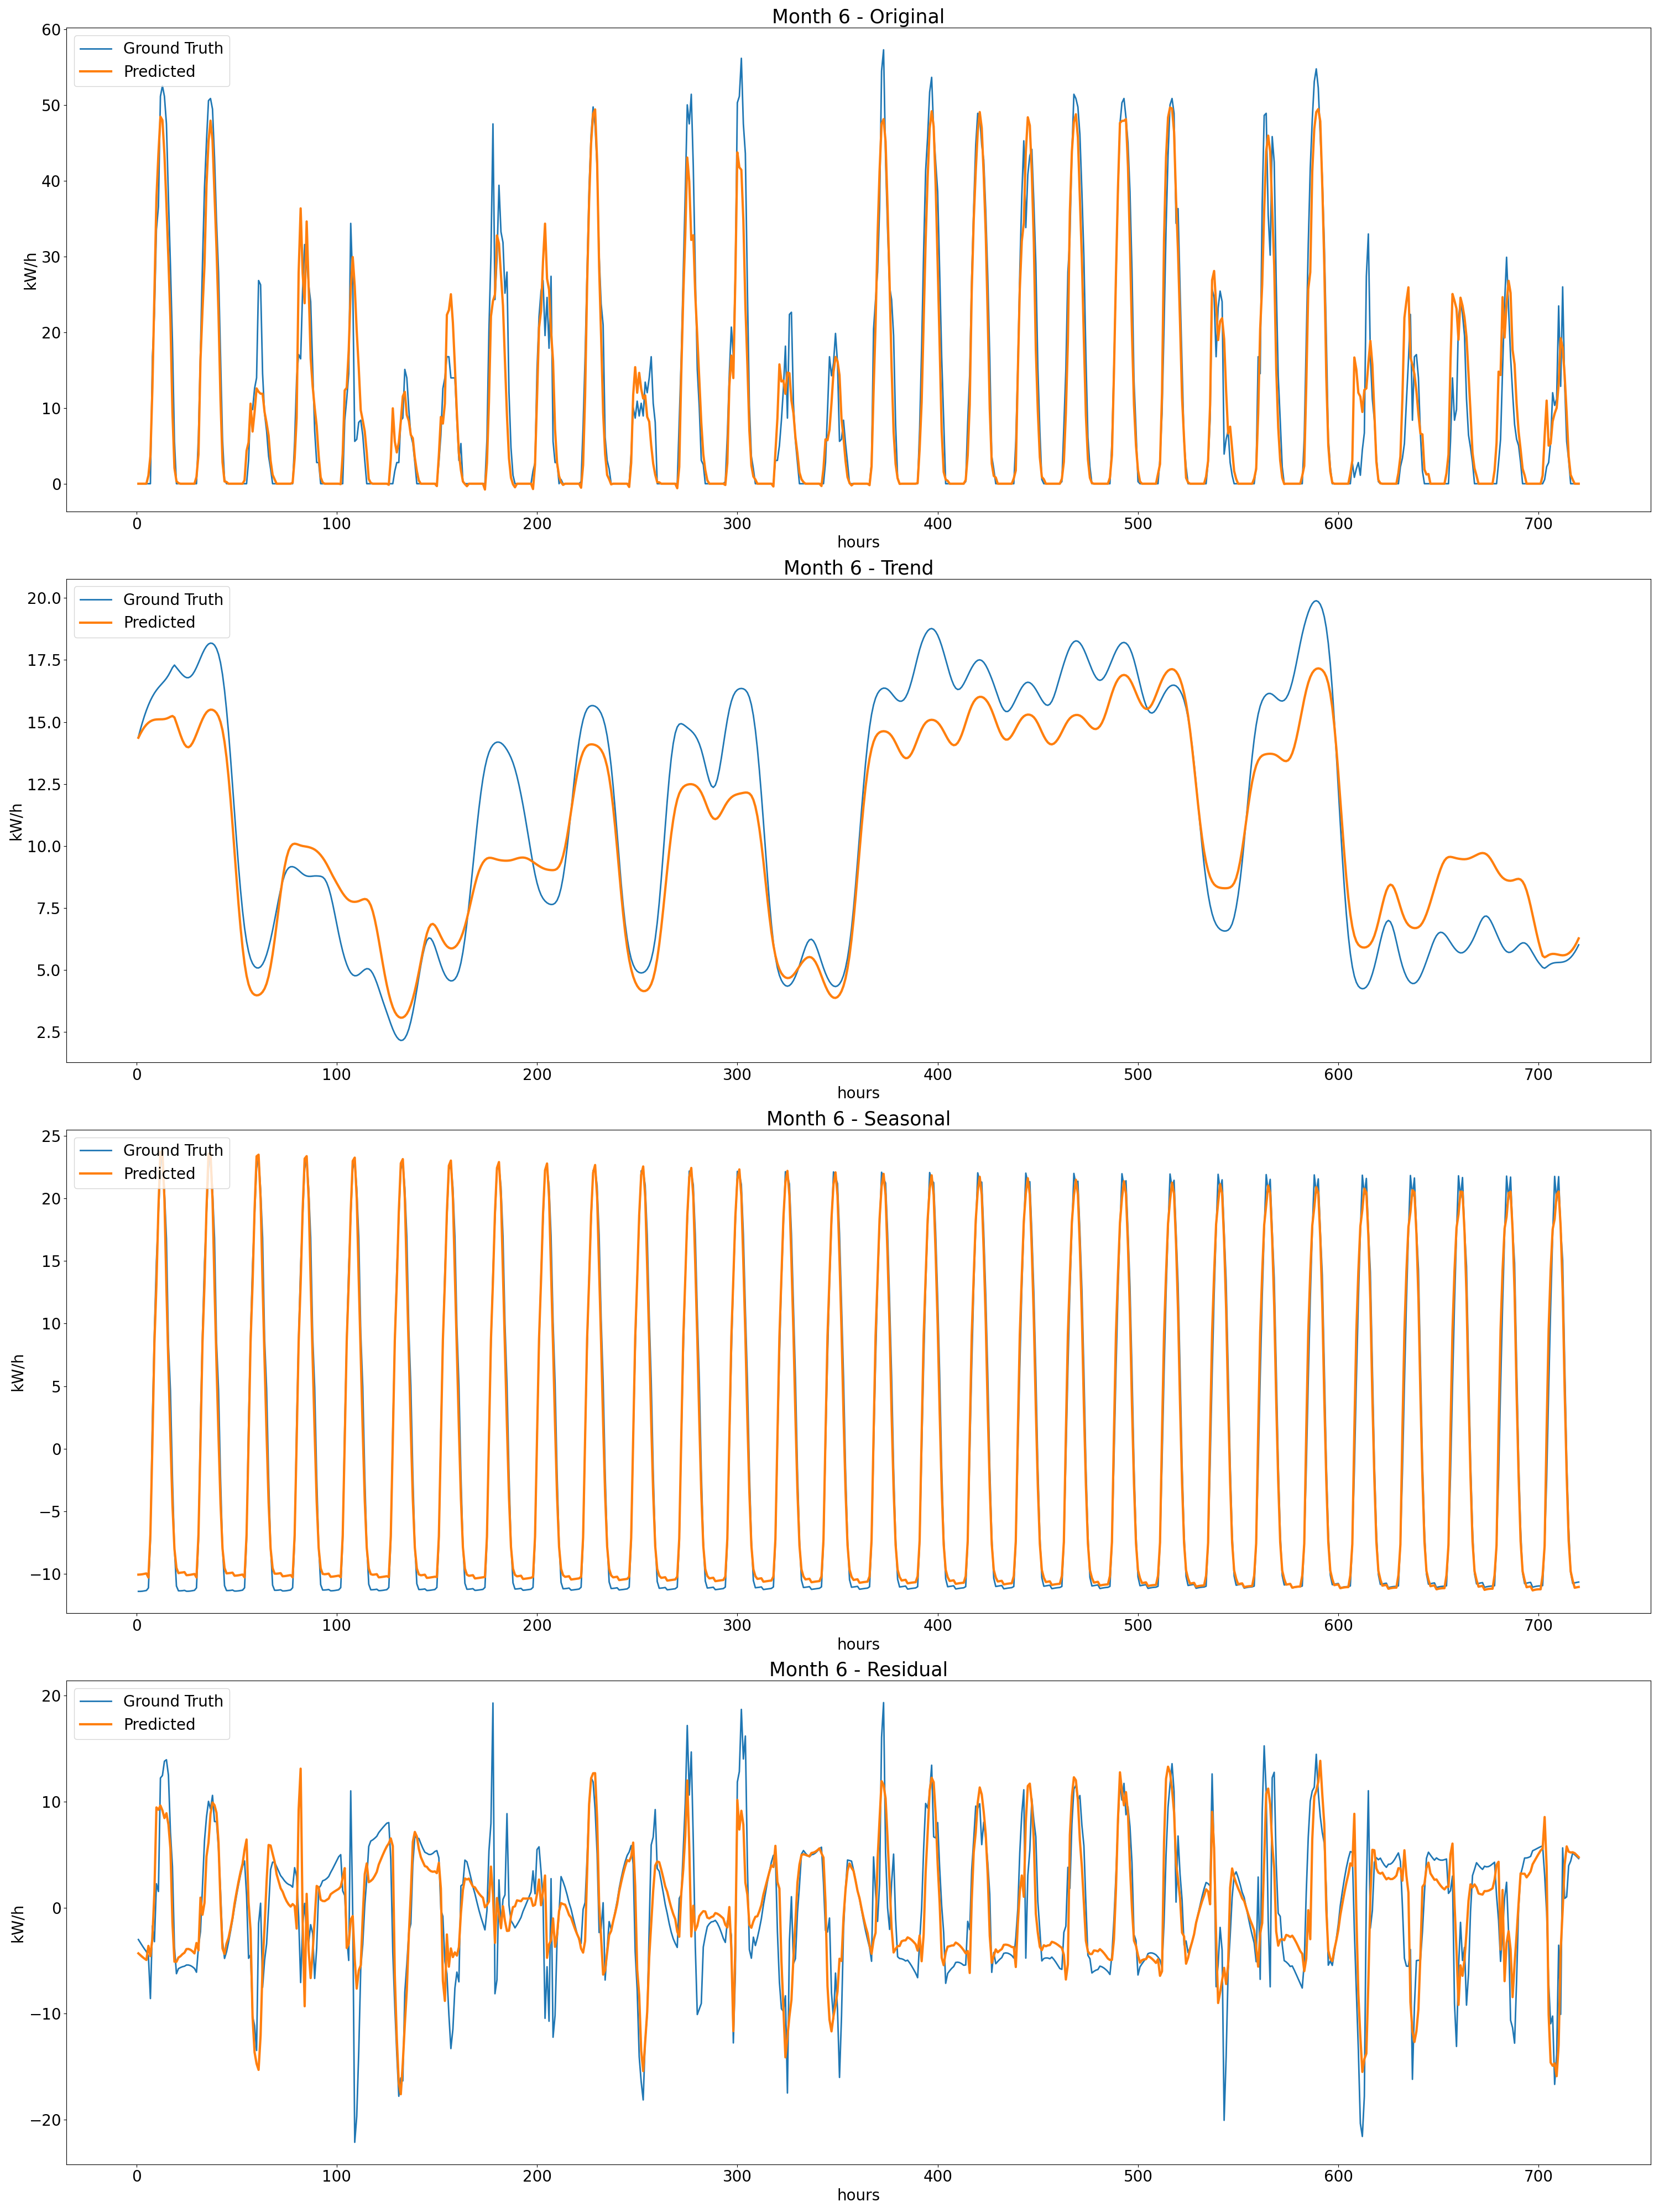 Month 6 - Original
Ground Truth
Predicted
kW/h
60
50
40
30
20
10
0
0 100 200 300 400 500 600 700
hours
Month 6 - Trend
Ground Truth
Predicted
kW/h
20.0
17.5
15.0
12.5
10.0
7.5
5.0
2.5
0 100 200 300 400 500 600 700
hours
Month 6 - Seasonal
Ground Truth
Predicted
kW/h
25
20
15
10
5
0
−5
−10
0 100 200 300 400 500 600 700
hours
Month 6 - Residual
Ground Truth
Predicted
kW/h
20
10
0
−10
−20
0 100 200 300 400 500 600 700
hours